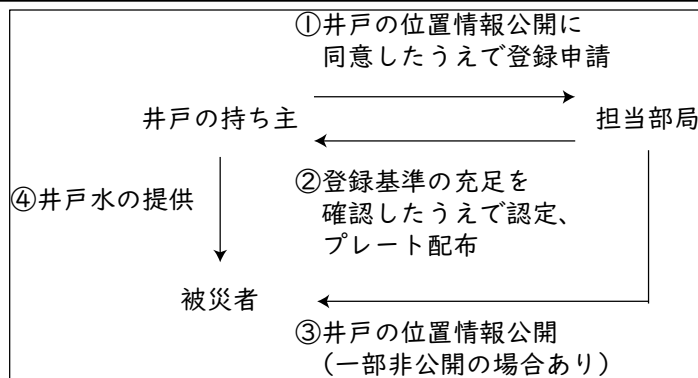 ①井戸の位置情報公開に
同意したうえで登録申請
井戸の持ち主
担当部局
④井戸水の提供
②登録基準の充足を
確認したうえで認定、
プレート配布
被災者
③井戸の位置情報公開
(一部非公開の場合あり)